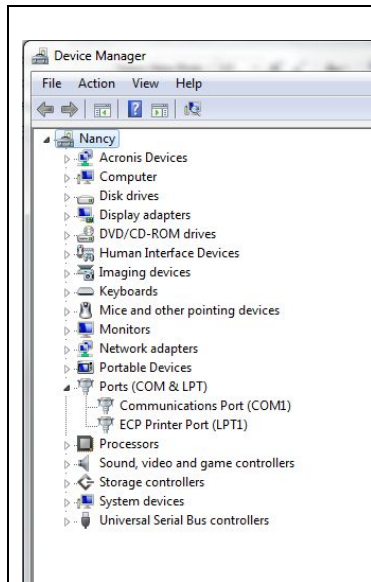 Device Manager
File Action View Help
Nancy
Acronis Devices
Computer
Disk drives
Display adapters
DVD/CD-ROM drives
Human Interface Devices
Imaging devices
Keyboards
Mice and other pointing devices
Monitors
Network adapters
Portable Devices
Ports (COM & LPT)
Communications Port (COM1)
ECP Printer Port (LPT1)
Processors
Sound, video and game controllers
Storage controllers
System devices
Universal Serial Bus controllers